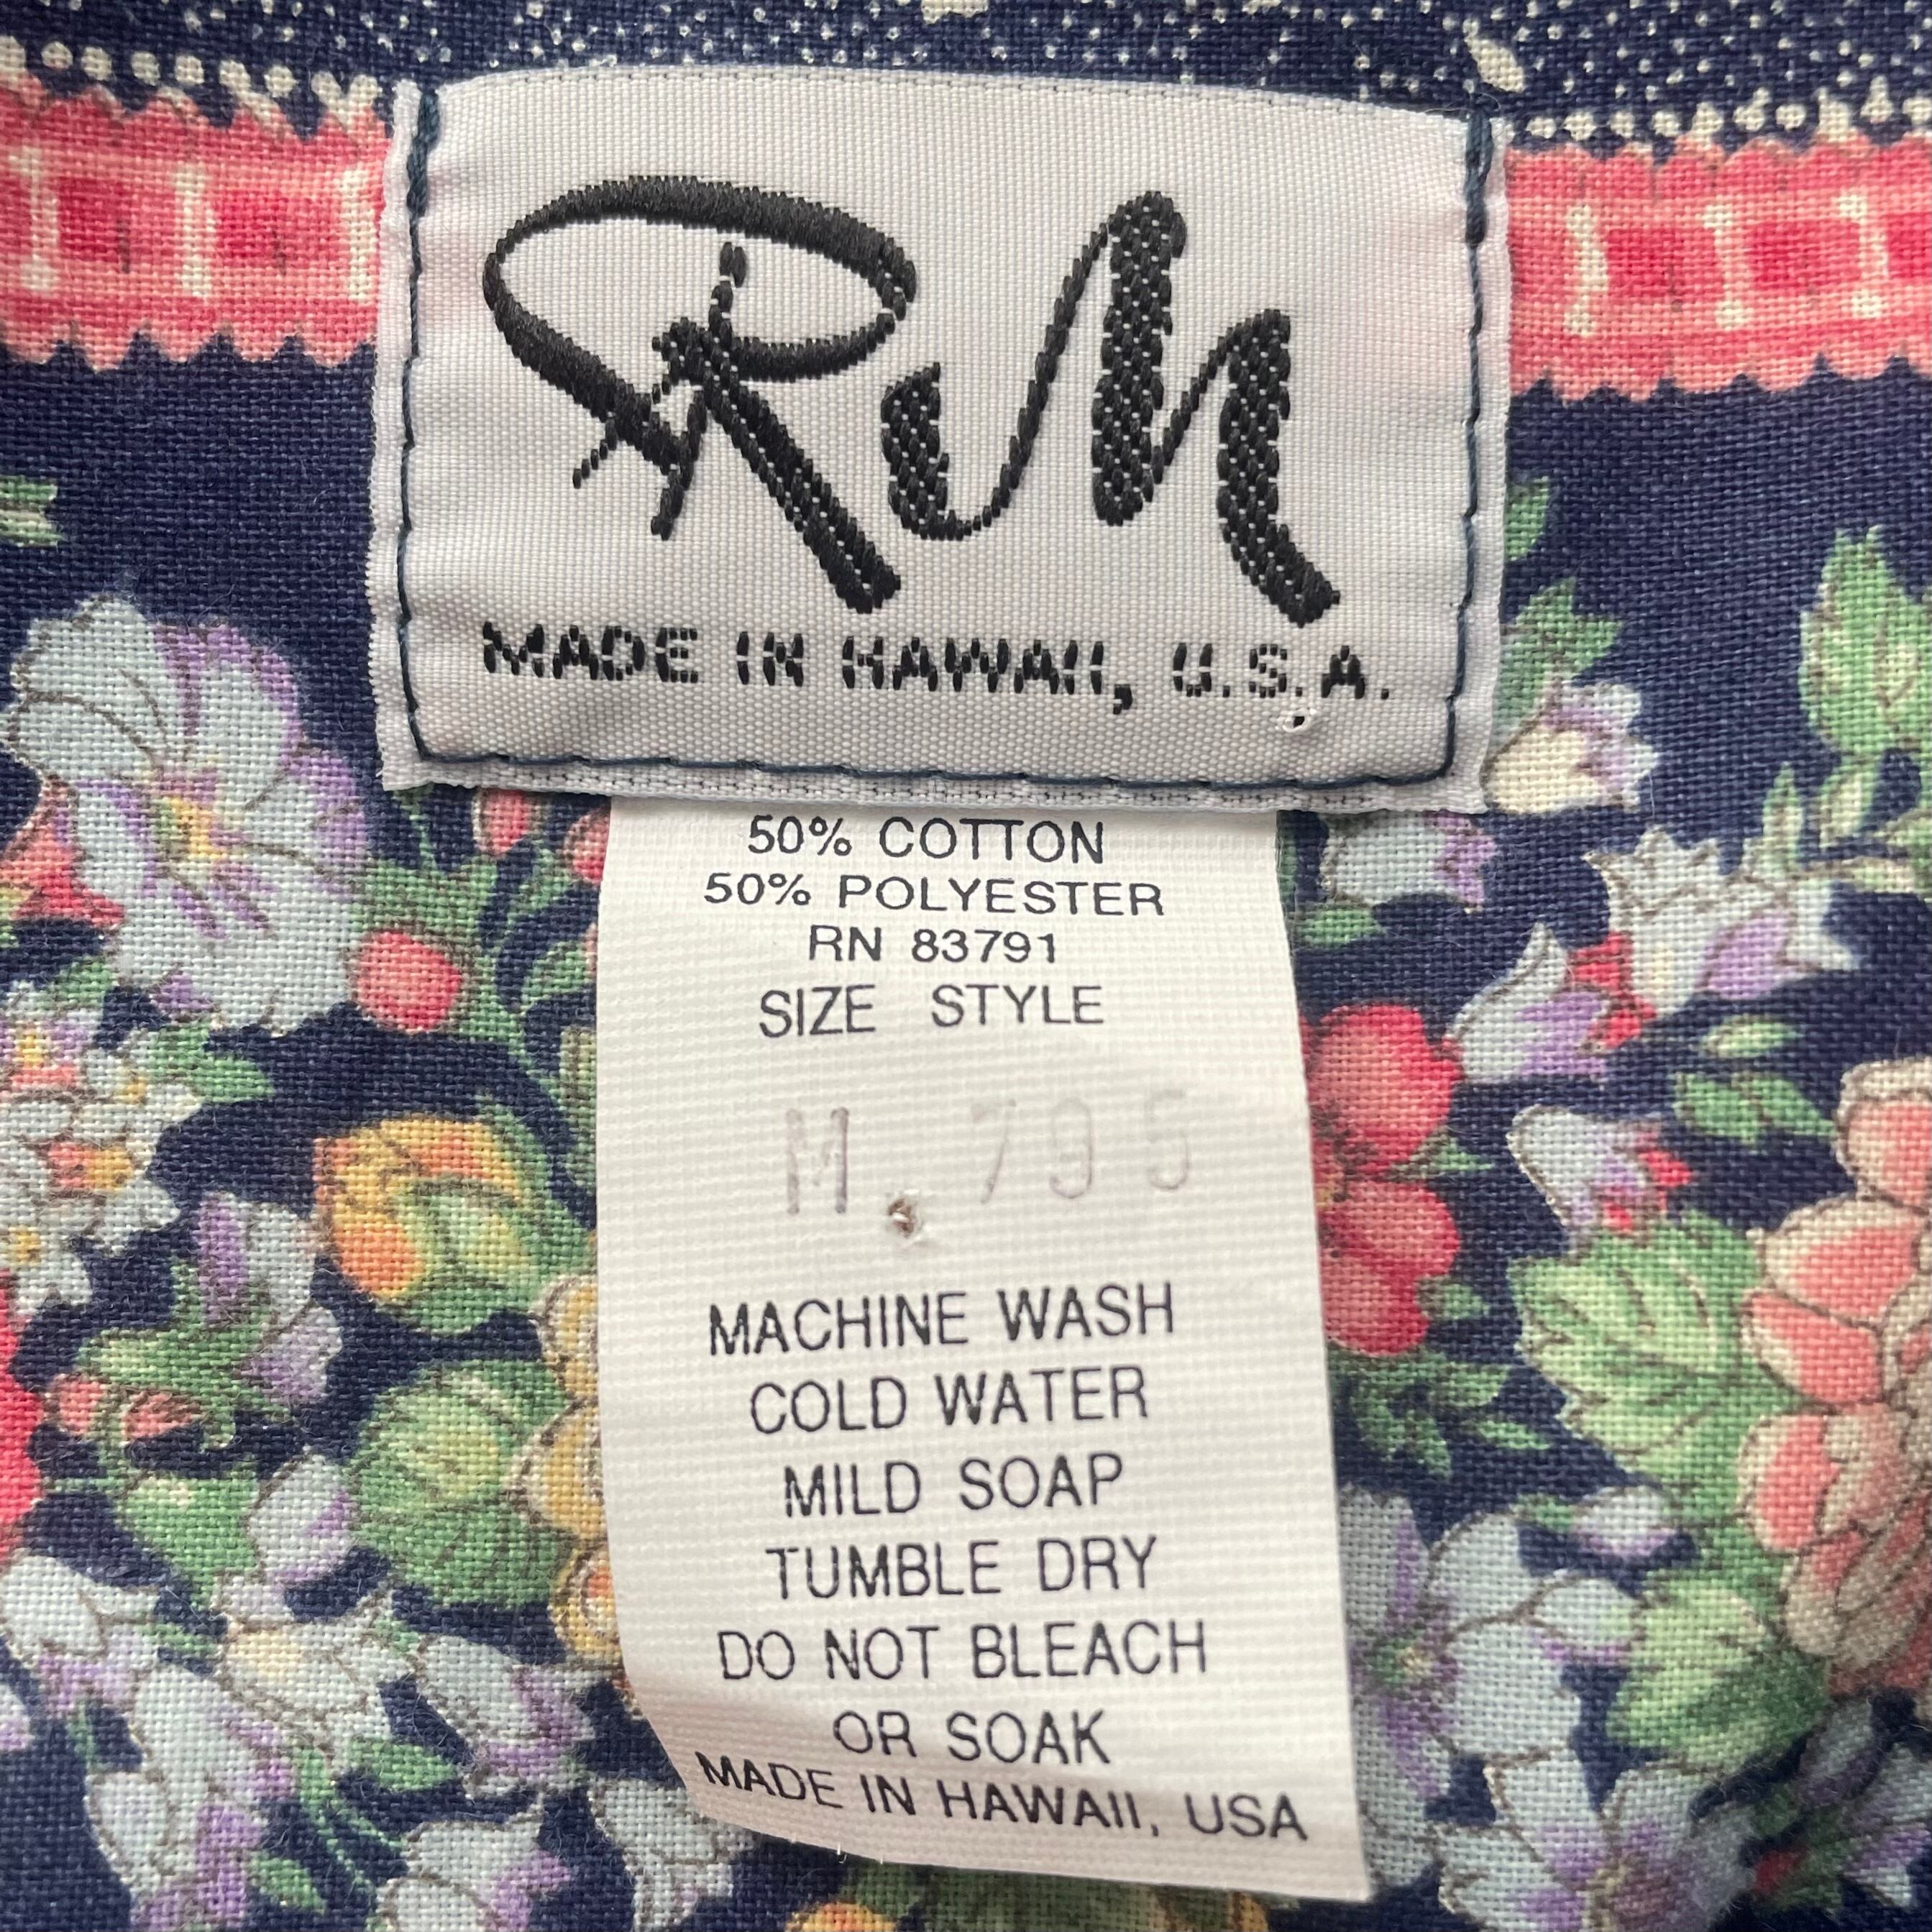 RM
MADE IN HAWAII, U.S.A.
50% COTTON
50% POLYESTER
RN 83791
SIZE STYLE
M 795
MACHINE WASH
COLD WATER
MILD SOAP
TUMBLE DRY
DO NOT BLEACH
OR SOAK
MADE IN HAWAII, USA